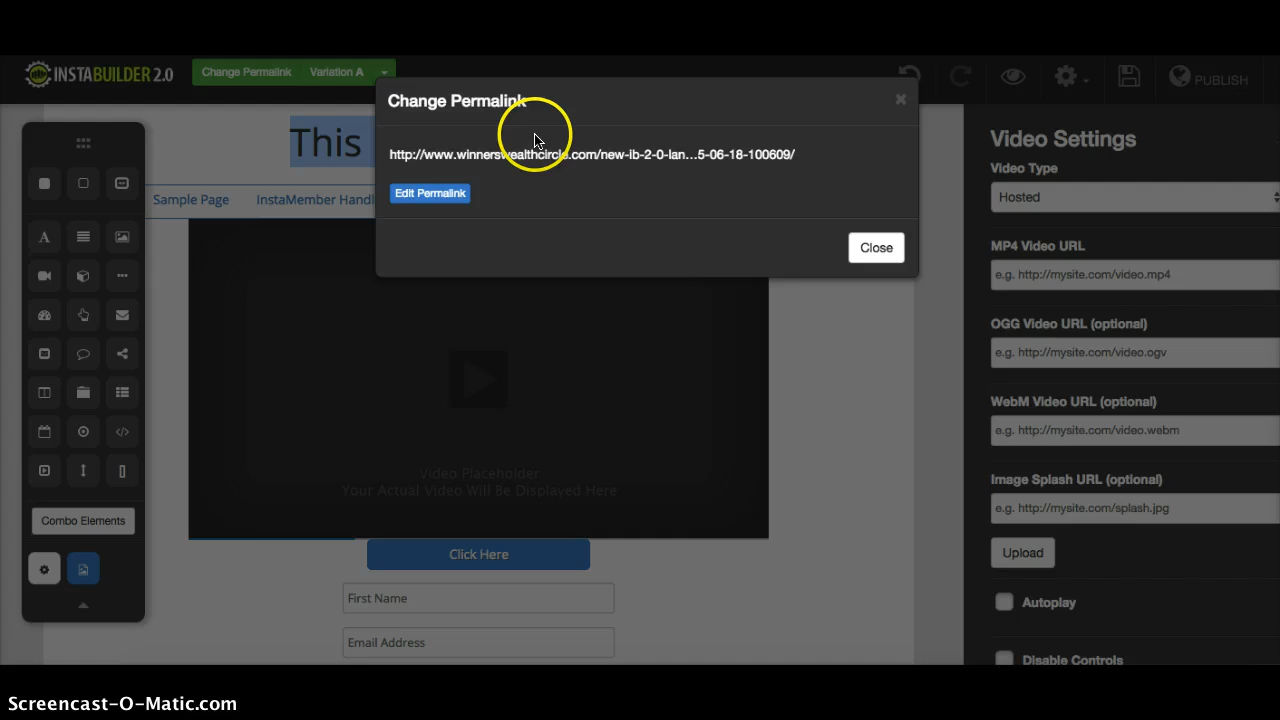 INSTABUILDER 2.0
Change Permalink
Variation A
PUBLISH
Change Permalink
×
http://www.winnerswealthcircle.com/new-ib-2-0-lan...5-06-18-100609/
Edit Permalink
Close
This
Sample Page
InstaMember Handl
Video Placeholder
Your Actual Video Will Be Displayed Here
Click Here
First Name
Email Address
A
Combo Elements
Video Settings
Video Type
Hosted
MP4 Video URL
e.g. http://mysite.com/video.mp4
OGG Video URL (optional)
e.g. http://mysite.com/video.ogv
WebM Video URL (optional)
e.g. http://mysite.com/video.webm
Image Splash URL (optional)
e.g. http://mysite.com/splash.jpg
Upload
Autoplay
Disable Controls
Screencast-O-Matic.com